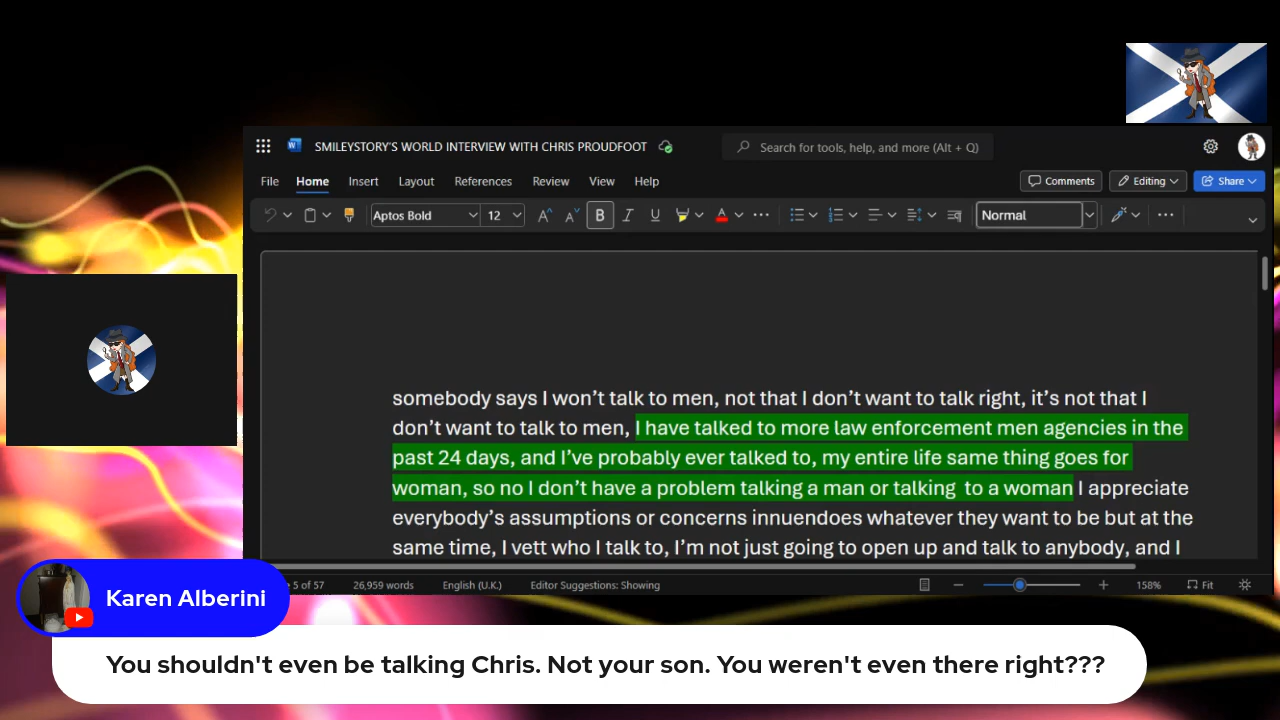 SMILEYSTORY'S WORLD INTERVIEW WITH CHRIS PROUDFOOT
Search for tools, help, and more (Alt + Q)
File Home Insert Layout References Review View Help
Comments Editing Share
Aptos Bold 12 B I U A Normal
somebody says I won’t talk to men, not that I don’t want to talk right, it’s not that I
don’t want to talk to men, I have talked to more law enforcement men agencies in the
past 24 days, and I’ve probably ever talked to, my entire life same thing goes for
woman, so no I don’t have a problem talking a man or talking to a woman I appreciate
everybody’s assumptions or concerns innuendoes whatever they want to be but at the
same time, I vett who I talk to, I’m not just going to open up and talk to anybody, and I
5 of 57 26,959 words English (U.K.) Editor Suggestions: Showing 158% Fit
Karen Alberini
You shouldn't even be talking Chris. Not your son. You weren't even there right???